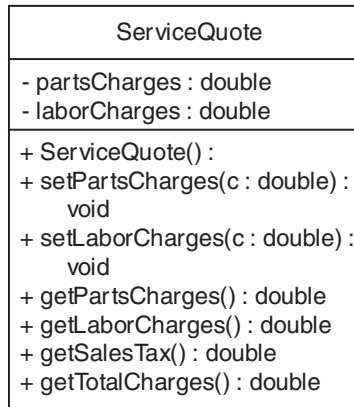 ServiceQuote
- partsCharges : double
- laborCharges : double
+ ServiceQuote() :
+ setPartsCharges(c : double) :
void
+ setLaborCharges(c : double) :
void
+ getPartsCharges() : double
+ getLaborCharges() : double
+ getSalesTax() : double
+ getTotalCharges() : double